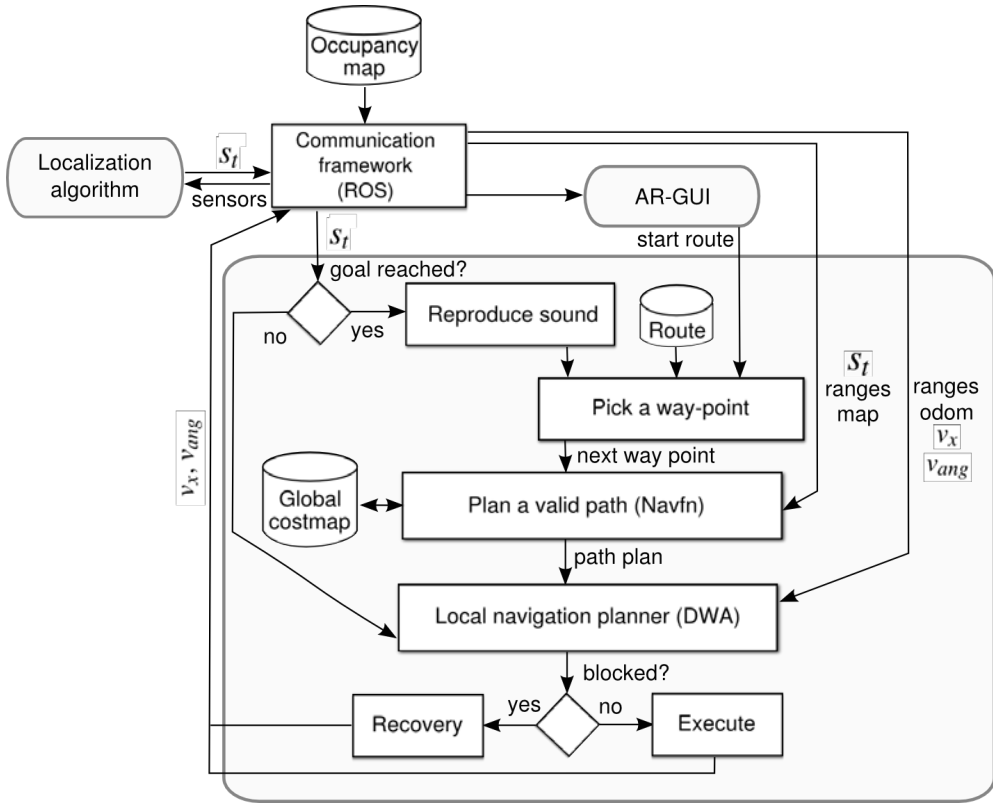 Occupancy
map
Communication
framework
(ROS)
Localization
algorithm
s_t
sensors
AR-GUI
start route
s_t
goal reached?
no
yes
Reproduce sound
Route
Pick a way-point
s_t
ranges
map
ranges
odom
v_x
v_ang
v_x, v_ang
next way point
Global
costmap
Plan a valid path (Navfn)
path plan
Local navigation planner (DWA)
blocked?
yes
no
Recovery
Execute